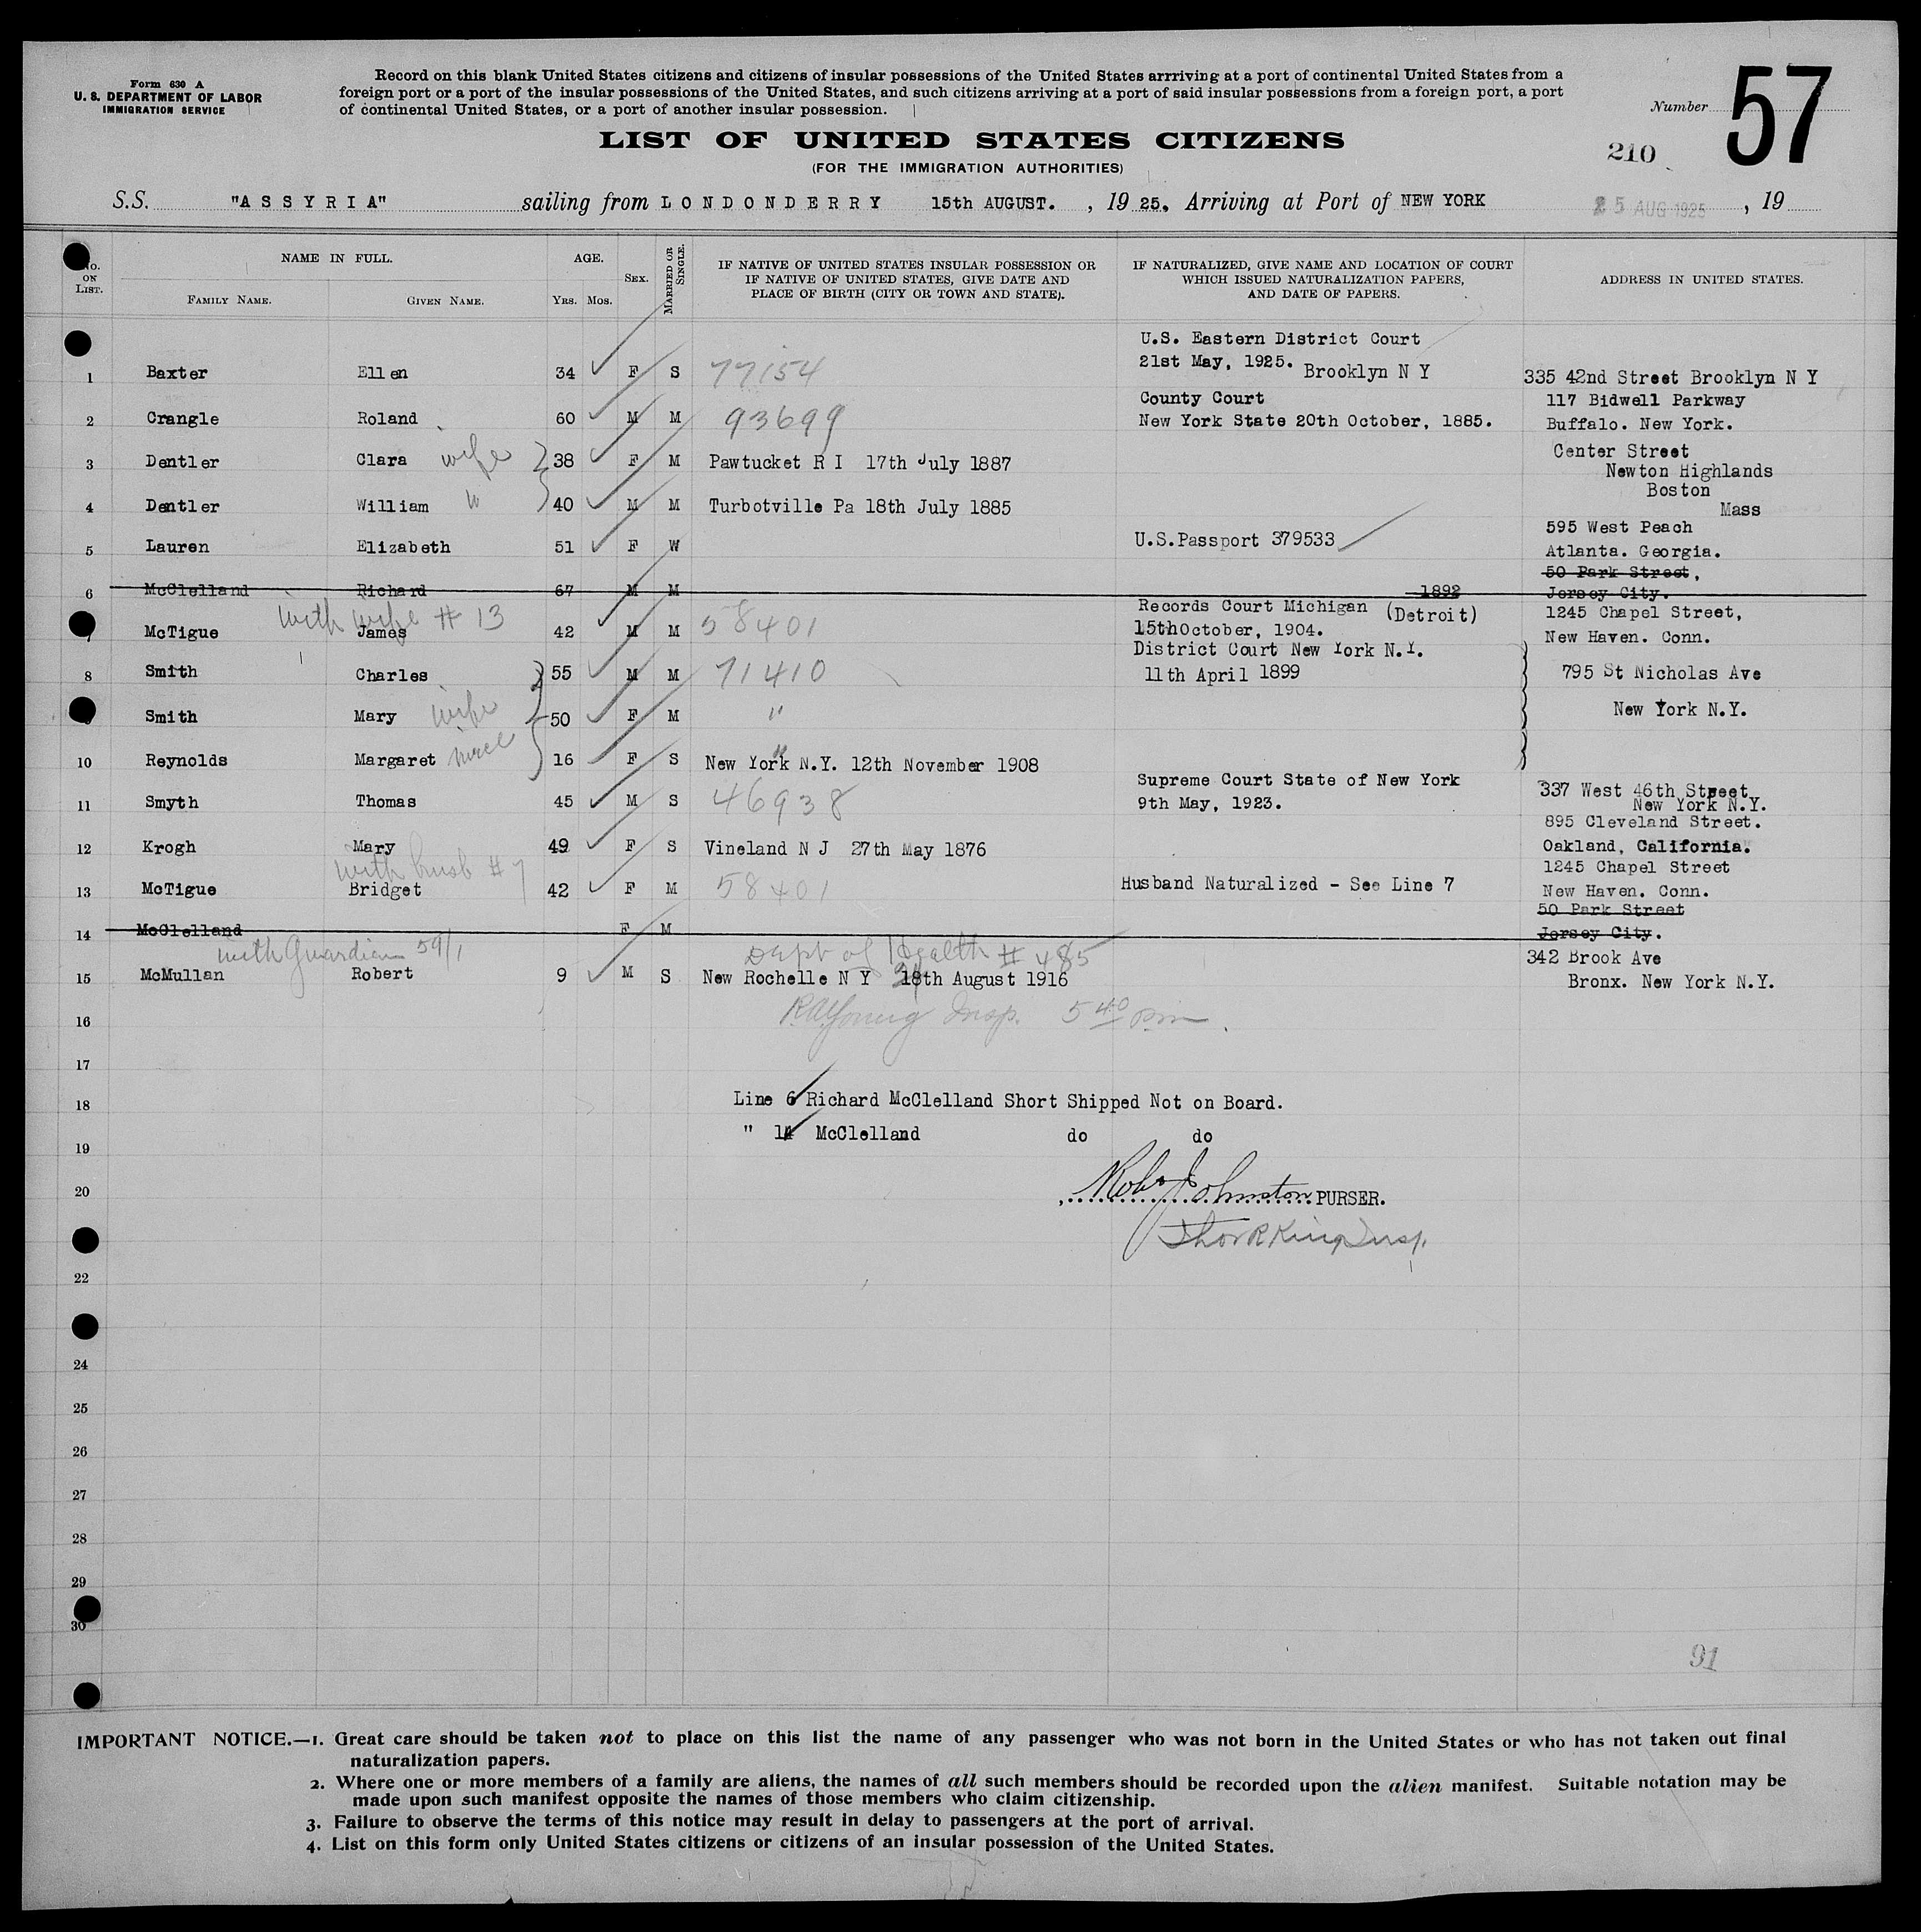 Form 630 A
U. S. DEPARTMENT OF LABOR
IMMIGRATION SERVICE
Record on this blank United States citizens and citizens of insular possessions of the United States arrriving at a port of continental United States from a
foreign port or a port of the insular possessions of the United States, and such citizens arriving at a port of said insular possessions from a foreign port, a port
of continental United States, or a port of another insular possession.
Number 57
210
LIST OF UNITED STATES CITIZENS
(FOR THE IMMIGRATION AUTHORITIES)
S.S. "ASSYRIA" sailing from LONDONDERRY 15th AUGUST. , 19 25. Arriving at Port of NEW YORK 25 AUG 1925 , 19
No. ON LIST. NAME IN FULL. FAMILY NAME. GIVEN NAME. AGE. YRS. MOS. SEX. MARRIED OR SINGLE. IF NATIVE OF UNITED STATES INSULAR POSSESSION OR IF NATIVE OF UNITED STATES, GIVE DATE AND PLACE OF BIRTH (CITY OR TOWN AND STATE). IF NATURALIZED, GIVE NAME AND LOCATION OF COURT WHICH ISSUED NATURALIZATION PAPERS, AND DATE OF PAPERS. ADDRESS IN UNITED STATES.
U.S. Eastern District Court
21st May, 1925. Brooklyn N Y
1 Baxter Ellen 34 F S 77154 335 42nd Street Brooklyn N Y
County Court 117 Bidwell Parkway
2 Crangle Roland 60 M M 93699 New York State 20th October, 1885. Buffalo. New York.
3 Dentler Clara wife 38 F M Pawtucket R I 17th July 1887 Center Street
Newton Highlands
Boston
4 Dentler William 40 M M Turbotville Pa 18th July 1885 Mass
595 West Peach
5 Lauren Elizabeth 51 F W U.S.Passport 379533 Atlanta. Georgia.
50 Park Street,
6 McClelland Richard 67 M M 1892 Jersey City.
with wife # 13 Records Court Michigan (Detroit) 1245 Chapel Street,
7 McTigue James 42 M M 58401 15thOctober, 1904. New Haven. Conn.
District Court New York N.Y.
8 Smith Charles 55 M M 71410 11th April 1899 795 St Nicholas Ave
9 Smith Mary wife 50 F M " New York N.Y.
10 Reynolds Margaret 16 F S New York N.Y. 12th November 1908
Supreme Court State of New York 337 West 46th Street
11 Smyth Thomas 45 M S 46938 9th May, 1923. New York N.Y.
895 Cleveland Street.
12 Krogh Mary 49 F S Vineland N J 27th May 1876 Oakland, California.
with husb # 7 1245 Chapel Street
13 McTigue Bridget 42 F M 58401 Husband Naturalized - See Line 7 New Haven. Conn.
50 Park Street
14 McClelland F M Jersey City.
with Guardian 59/1 Dept of Health # 485 342 Brook Ave
15 McMullan Robert 9 M S New Rochelle N Y 18th August 1916 Bronx. New York N.Y.
16 RAYoung Insp. 5 40 pm
17
18 Line 6 Richard McClelland Short Shipped Not on Board.
" 14 McClelland do do
19
20 Johnston PURSER.
Thos R King Insp.
22
24
25
26
27
28
29
30
91
IMPORTANT NOTICE.—1. Great care should be taken not to place on this list the name of any passenger who was not born in the United States or who has not taken out final
naturalization papers.
2. Where one or more members of a family are aliens, the names of all such members should be recorded upon the alien manifest. Suitable notation may be
made upon such manifest opposite the names of those members who claim citizenship.
3. Failure to observe the terms of this notice may result in delay to passengers at the port of arrival.
4. List on this form only United States citizens or citizens of an insular possession of the United States.